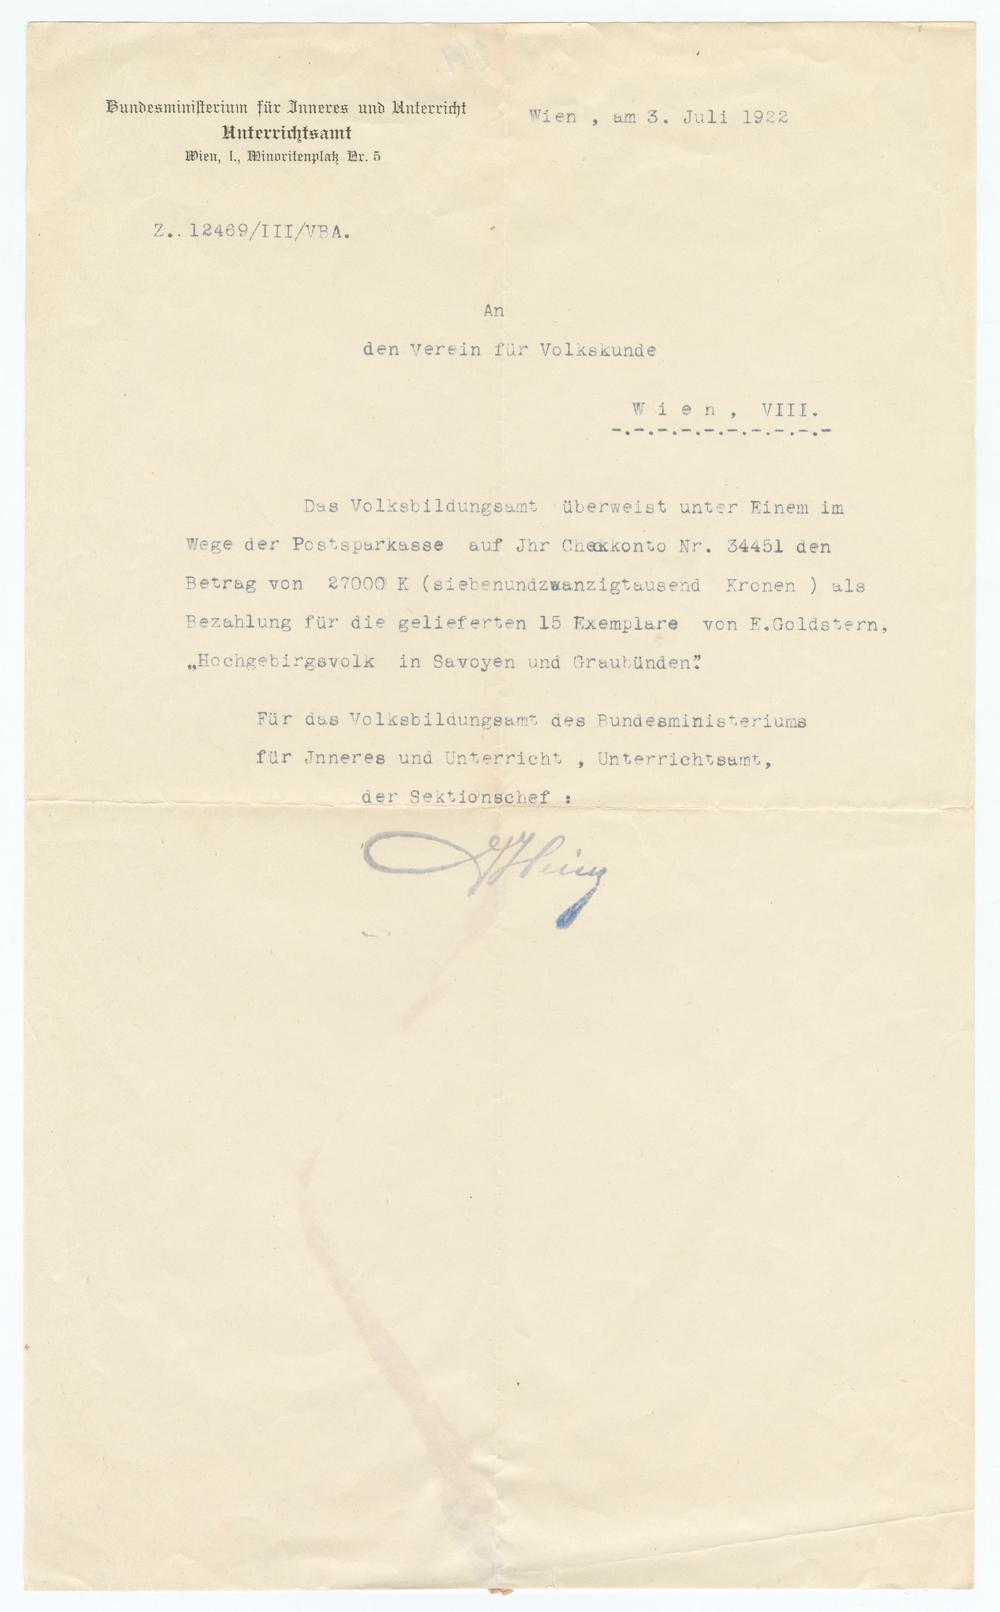 Bundesministerium für Inneres und Unterricht
Unterrichtsamt
Wien, I., Minoritenplatz Nr. 5
Wien , am 3. Juli 1922
Z.. 12469/III/VBA.
An
den Verein für Volkskunde
W i e n , VIII.
-.-.-.-.-.-.-.-.-.-
Das Volksbildungsamt überweist unter Einem im
Wege der Postsparkasse auf Jhr Chekkonto Nr. 34451 den
Betrag von 27000 K (siebenundzwanzigtausend Kronen ) als
Bezahlung für die gelieferten 15 Exemplare von E.Goldstern,
„Hochgebirgsvolk in Savoyen und Graubünden".
Für das Volksbildungsamt des Bundesministeriums
für Jnneres und Unterricht , Unterrichtsamt,
der Sektionschef :